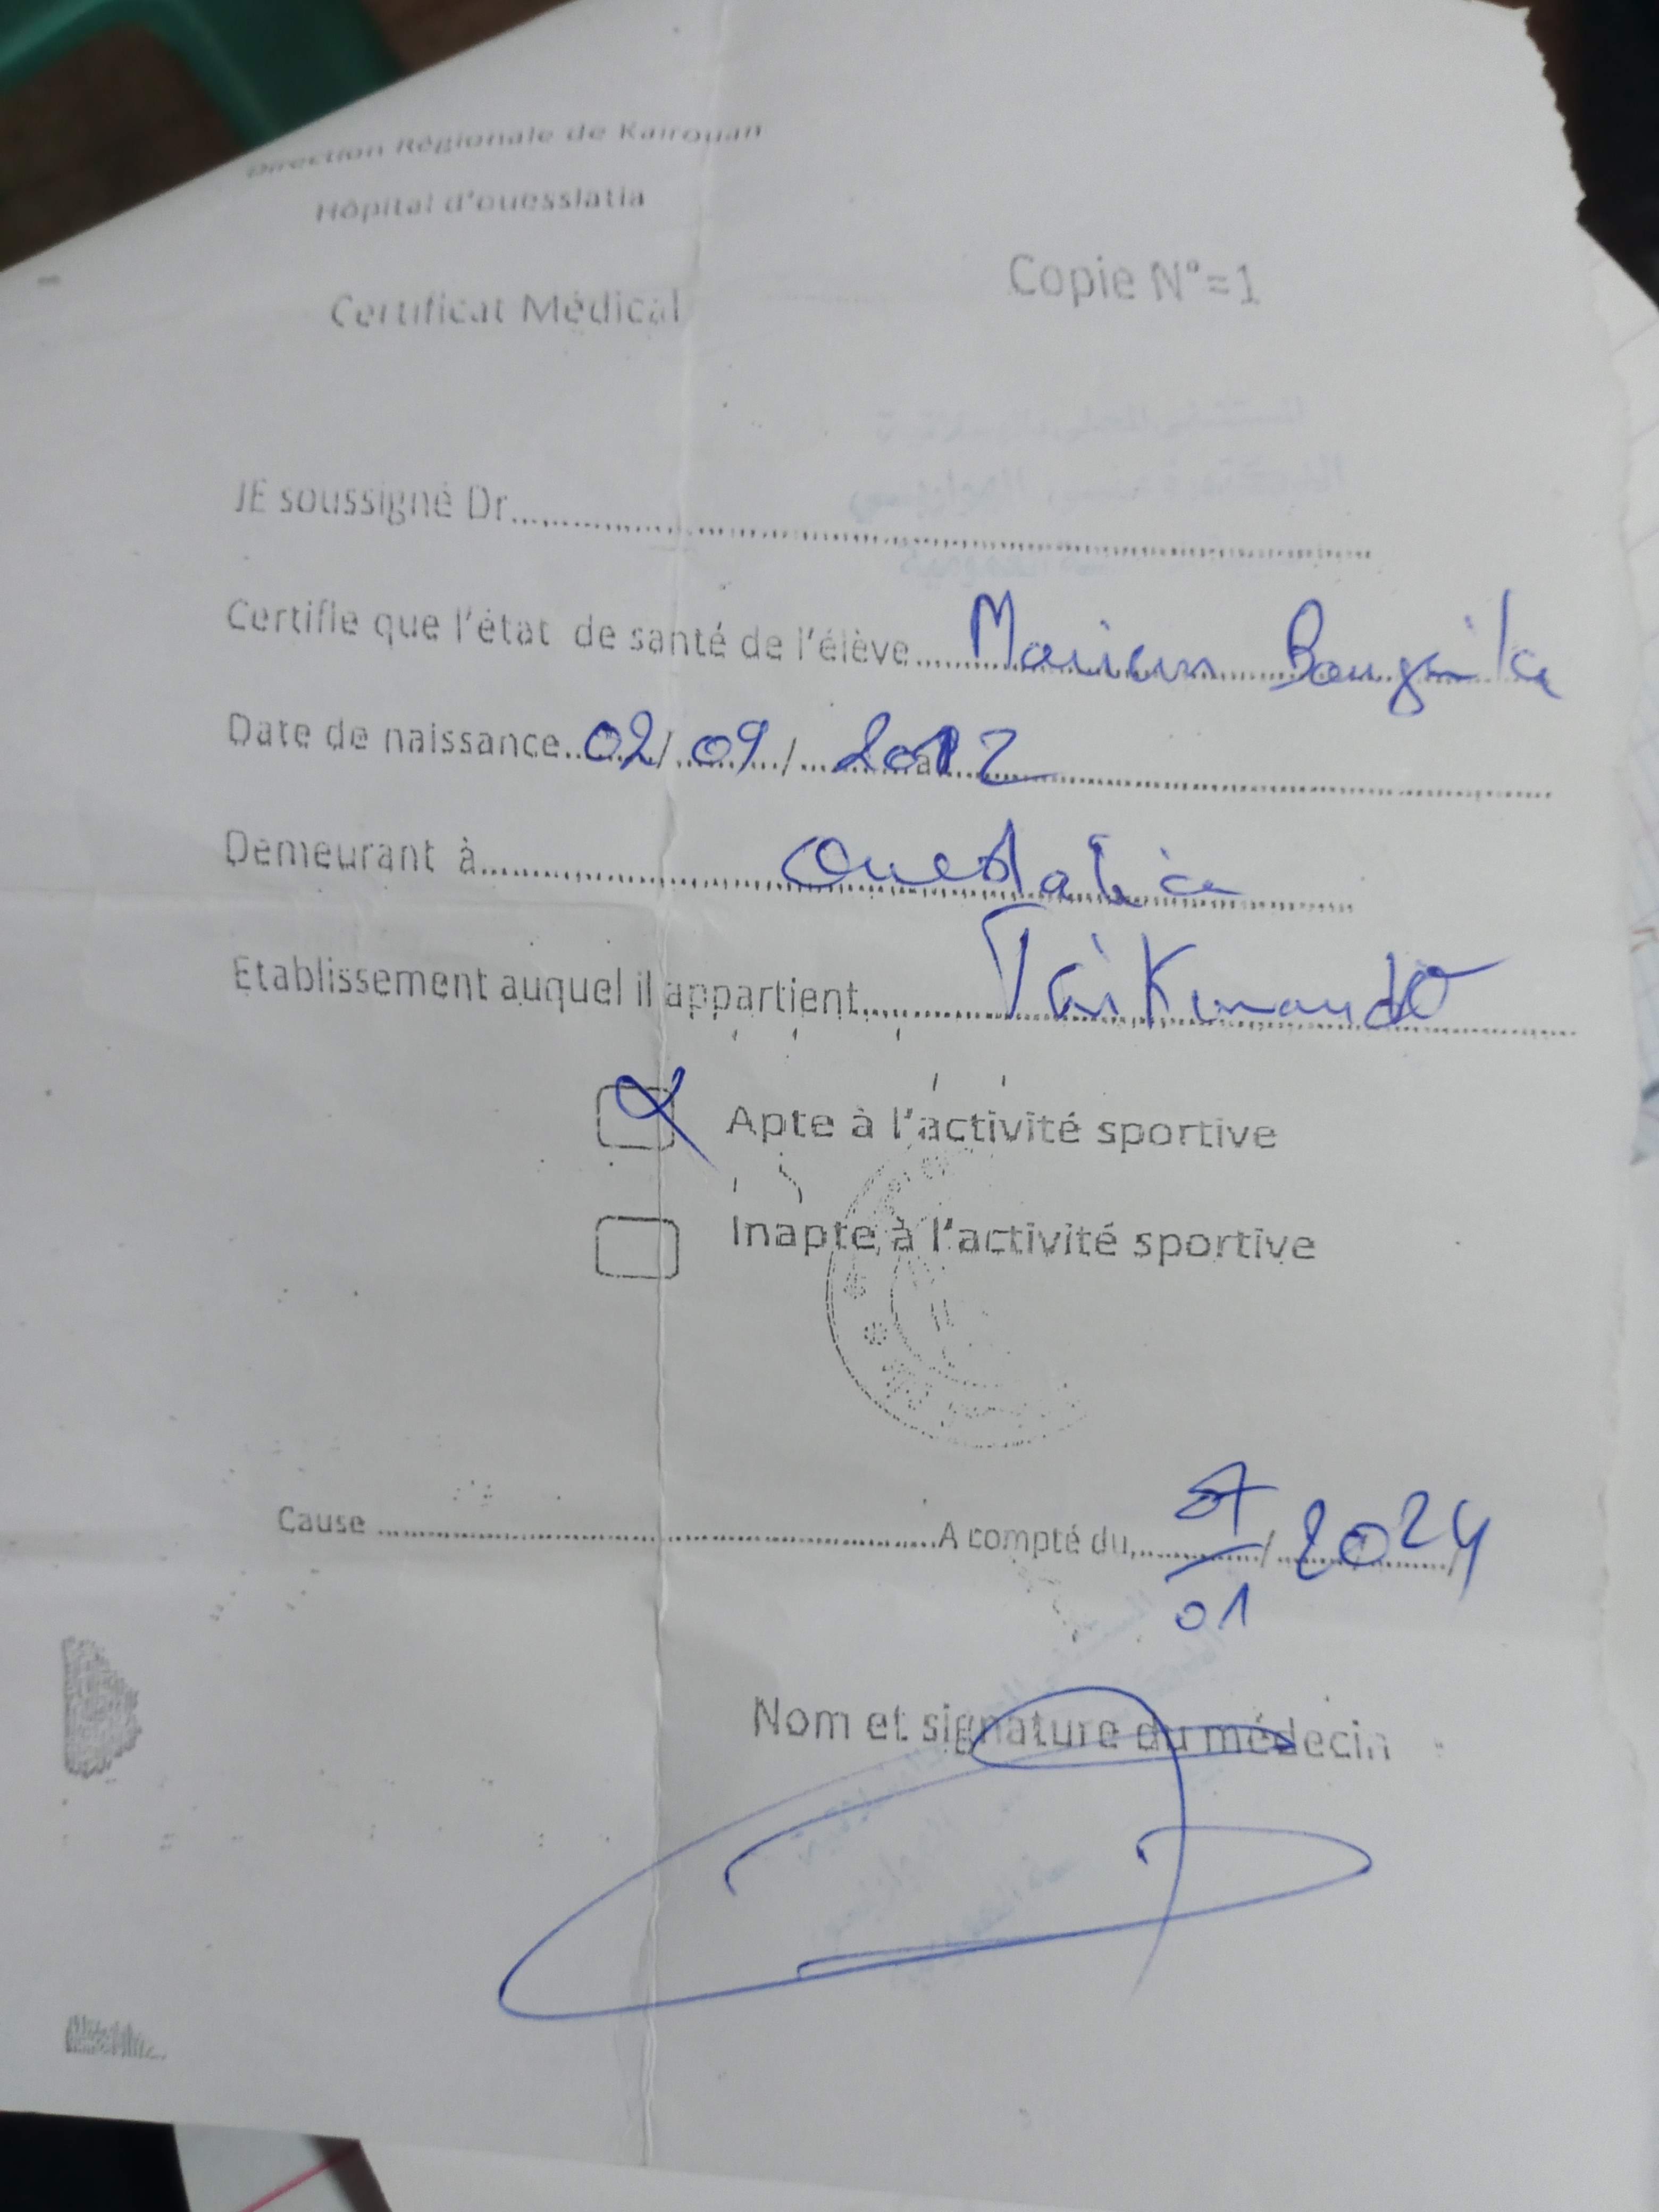 Direction Régionale de Kairouan
Hôpital d'ouesslatia
Certificat Médical
Copie N°=1
JE soussigné Dr..........
Certifie que l'état de santé de l'élève.....Mariem
Date de naissance..02/09/2012
Demeurant à..........Oueslatia
Etablissement auquel il appartient..........
Apte à l'activité sportive
Inapte à l'activité sportive
Cause ..........A compté du, 07/01/2024
Nom et signature du médecin